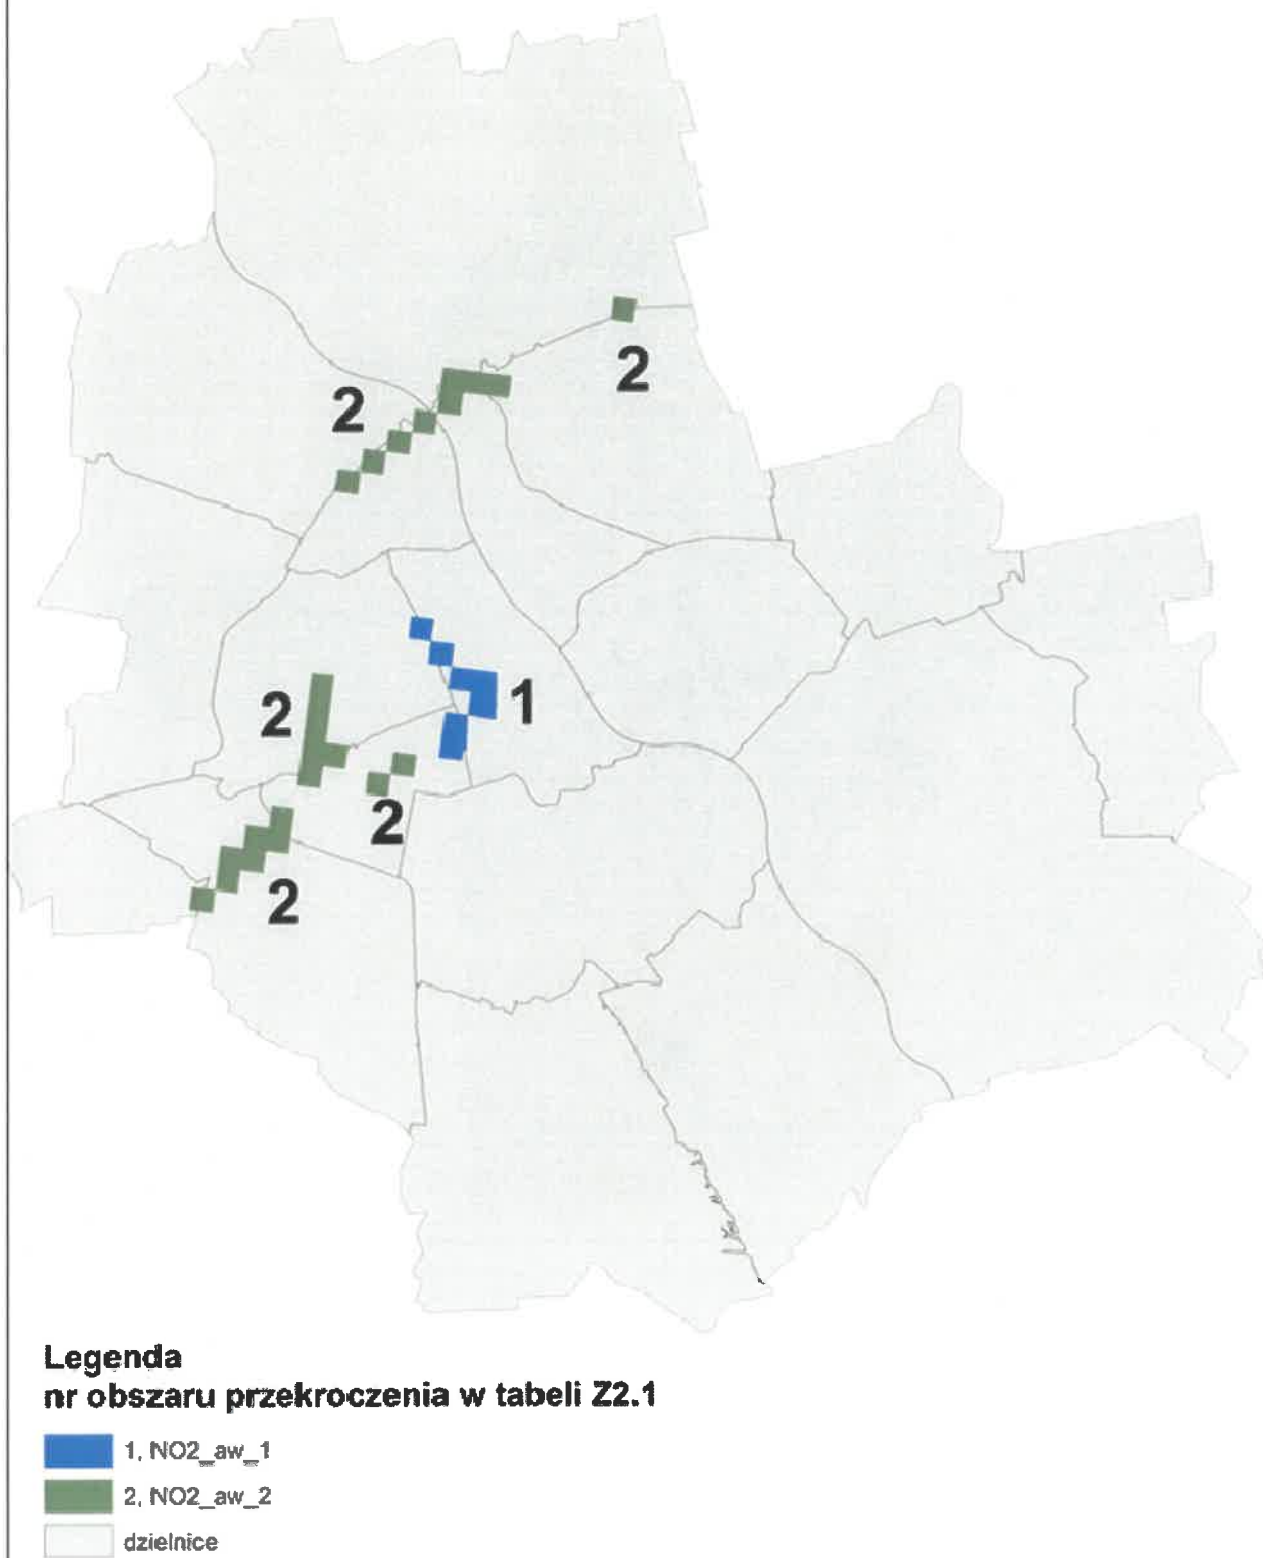 2
2
2
1
2
2
Legenda
nr obszaru przekroczenia w tabeli Z2.1
1, NO2_aw_1
2, NO2_aw_2
dzielnice